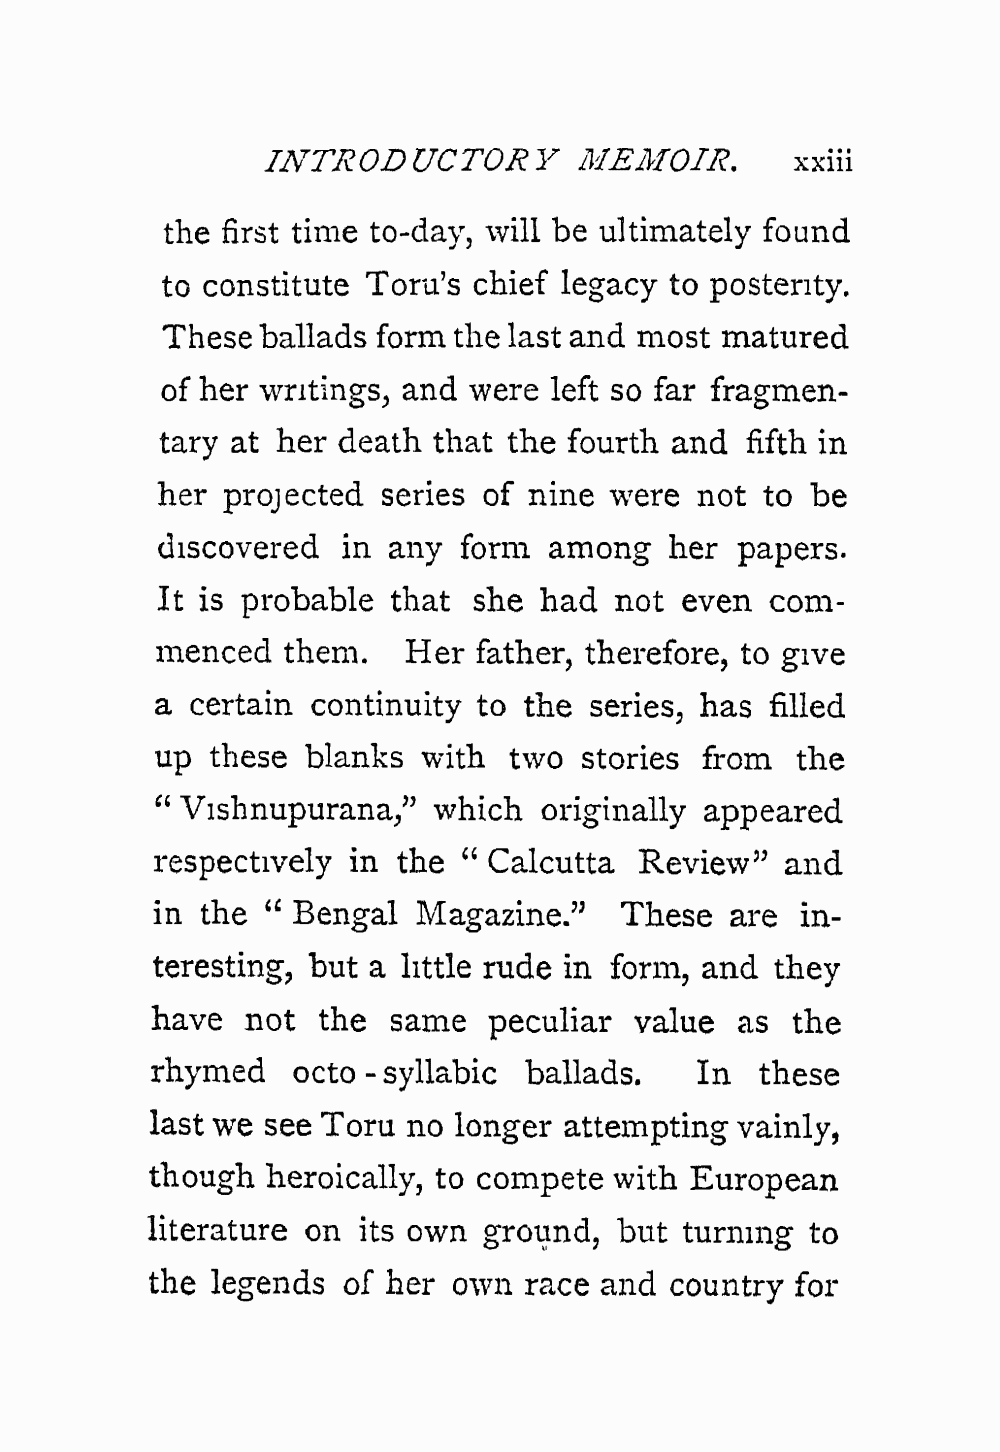 INTRODUCTORY MEMOIR. xxiii
the first time to-day, will be ultimately found
to constitute Toru's chief legacy to posterity.
These ballads form the last and most matured
of her writings, and were left so far fragmen-
tary at her death that the fourth and fifth in
her projected series of nine were not to be
discovered in any form among her papers.
It is probable that she had not even com-
menced them. Her father, therefore, to give
a certain continuity to the series, has filled
up these blanks with two stories from the
“Vishnupurana,” which originally appeared
respectively in the “Calcutta Review” and
in the “Bengal Magazine.” These are in-
teresting, but a little rude in form, and they
have not the same peculiar value as the
rhymed octo-syllabic ballads. In these
last we see Toru no longer attempting vainly,
though heroically, to compete with European
literature on its own ground, but turning to
the legends of her own race and country for